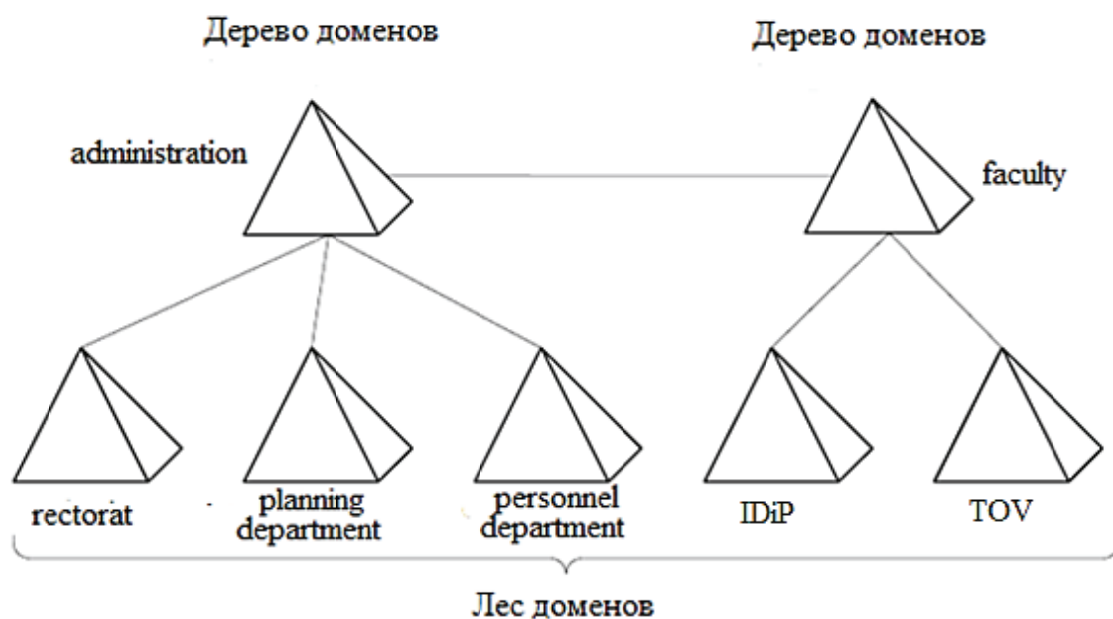 Дерево доменов
Дерево доменов
administration
faculty
rectorat
planning
department
personnel
department
IDiP
TOV
Лес доменов